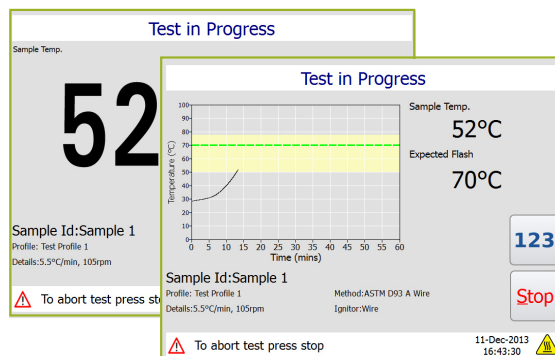 Test in Progress
Sample Temp.
52
Sample Id:Sample 1
Profile: Test Profile 1
Details:5.5°C/min, 105rpm
To abort test press sto
Test in Progress
100
90
80
70
60
50
40
30
20
10
0
Temperature (°C)
0 5 10 15 20 25 30 35 40 45 50 55 60
Time (mins)
Sample Temp.
52°C
Expected Flash
70°C
123
Stop
Sample Id:Sample 1
Profile: Test Profile 1 Method:ASTM D93 A Wire
Details:5.5°C/min, 105rpm Ignitor:Wire
To abort test press stop
11-Dec-2013
16:43:30